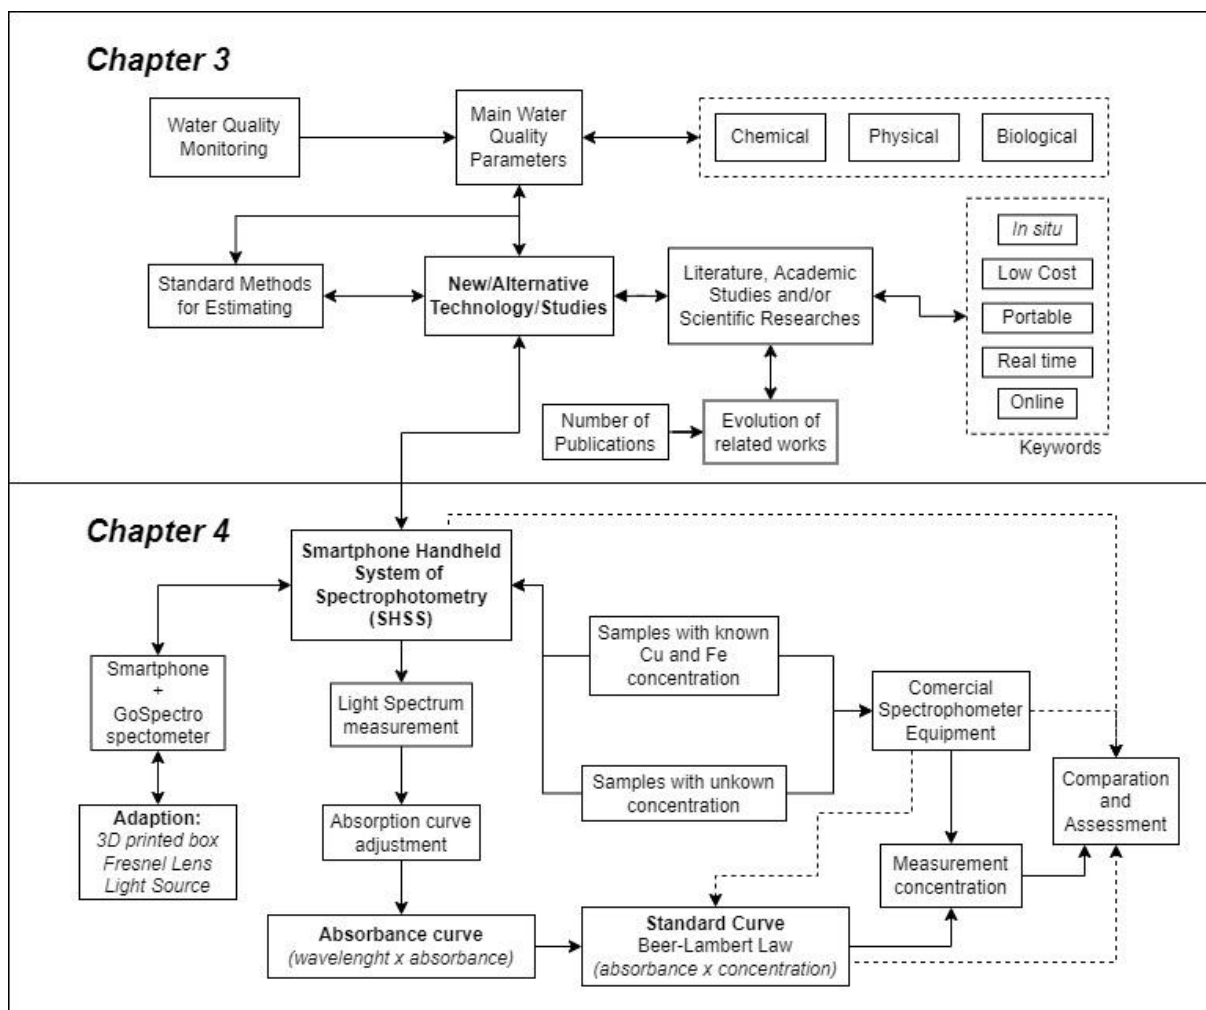 Chapter 3
Water Quality
Monitoring
Main Water
Quality
Parameters
Chemical
Physical
Biological
Standard Methods
for Estimating
New/Alternative
Technology/Studies
Literature, Academic
Studies and/or
Scientific Researches
In situ
Low Cost
Portable
Real time
Online
Keywords
Number of
Publications
Evolution of
related works
Chapter 4
Smartphone Handheld
System of
Spectrophotometry
(SHSS)
Smartphone
+
GoSpectro
spectometer
Adaption:
3D printed box
Fresnel Lens
Light Source
Light Spectrum
measurement
Absorption curve
adjustment
Absorbance curve
(wavelenght x absorbance)
Samples with known
Cu and Fe
concentration
Samples with unkown
concentration
Standard Curve
Beer-Lambert Law
(absorbance x concentration)
Comercial
Spectrophometer
Equipment
Measurement
concentration
Comparation
and
Assessment